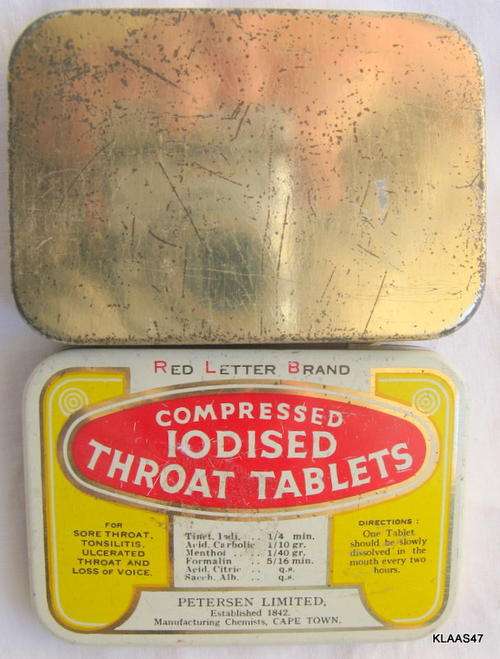 RED LETTER BRAND
COMPRESSED
IODISED
THROAT TABLETS
FOR
SORE THROAT,
TONSILITIS,
ULCERATED
THROAT AND
LOSS OF VOICE.
Tinct. Iodi. .. 1/4 min.
Acid. Carbolic 1/10 gr.
Menthol .. .. 1/40 gr.
Formalin .. 5/16 min.
Acid. Citric .. q.s.
Sacch. Alb. .. q.s.
DIRECTIONS :
One Tablet
should be slowly
dissolved in the
mouth every two
hours.
PETERSEN LIMITED,
Established 1842.
Manufacturing Chemists, CAPE TOWN.
KLAAS47